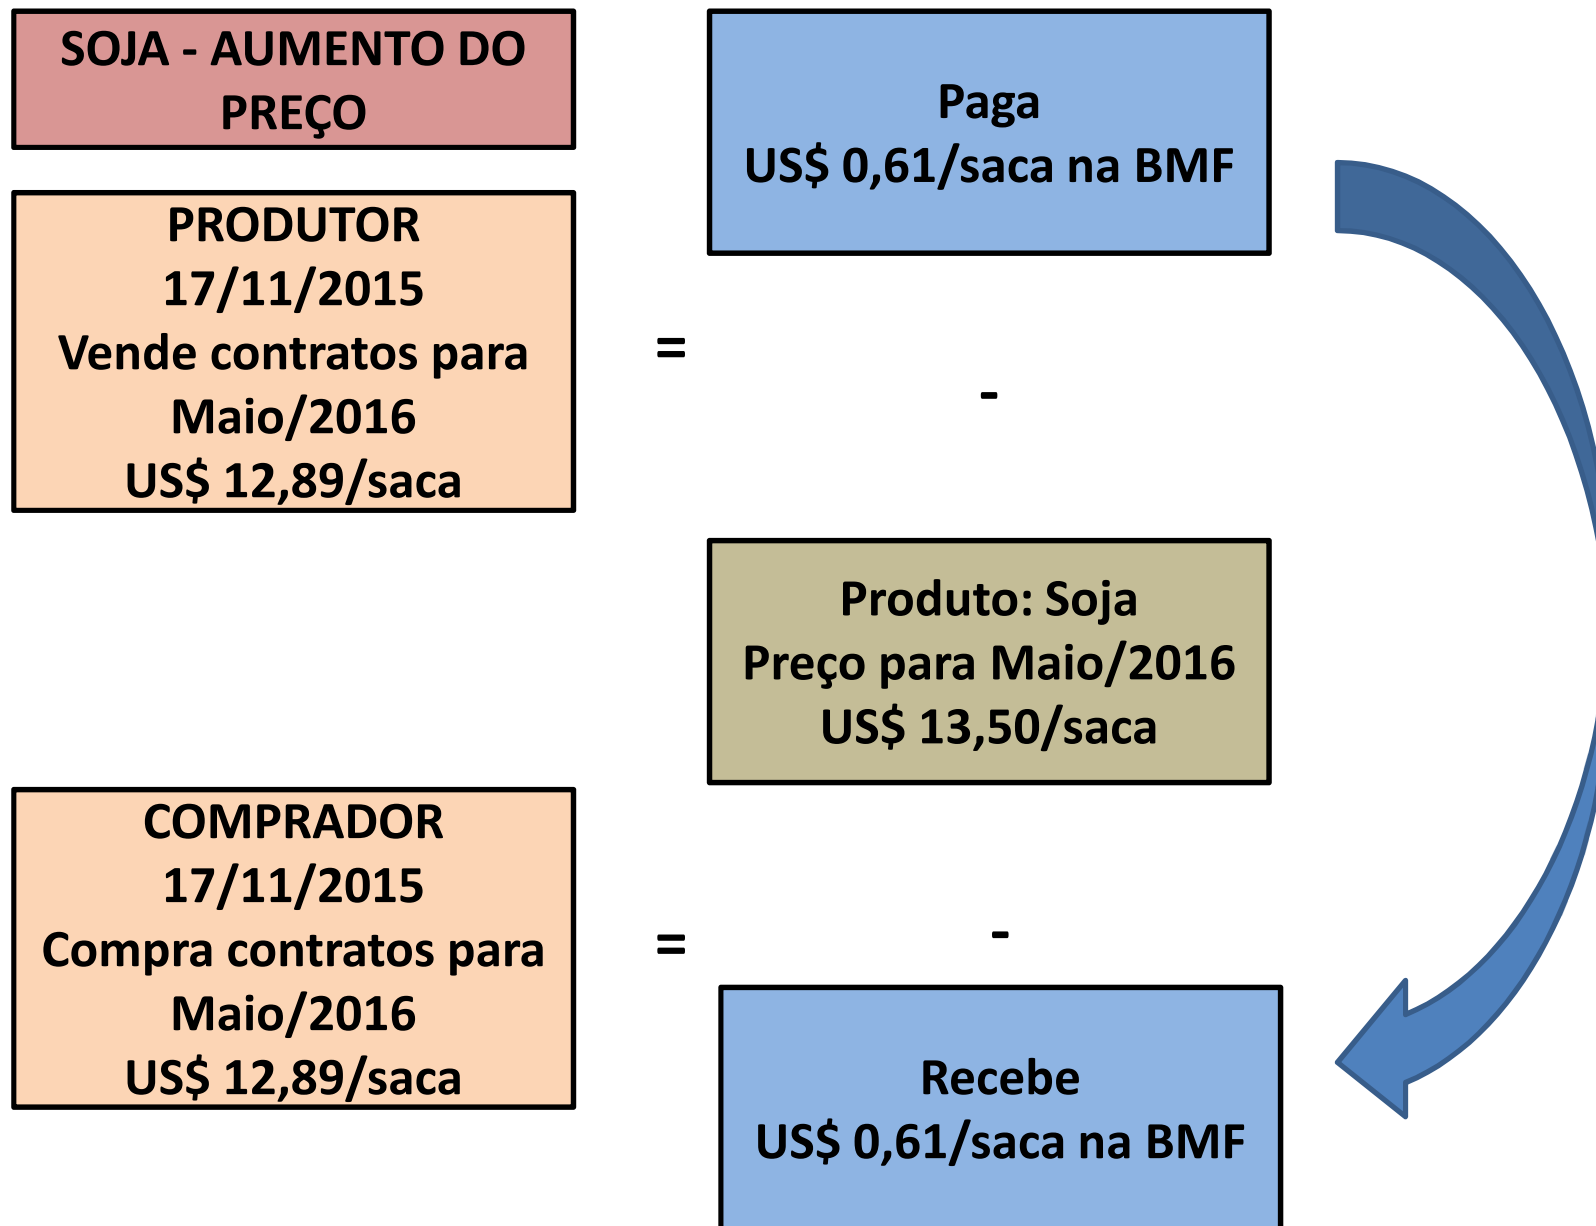 SOJA - AUMENTO DO
PREÇO
Paga
US$ 0,61/saca na BMF
PRODUTOR
17/11/2015
Vende contratos para
Maio/2016
US$ 12,89/saca
=
-
Produto: Soja
Preço para Maio/2016
US$ 13,50/saca
COMPRADOR
17/11/2015
Compra contratos para
Maio/2016
US$ 12,89/saca
=
-
Recebe
US$ 0,61/saca na BMF